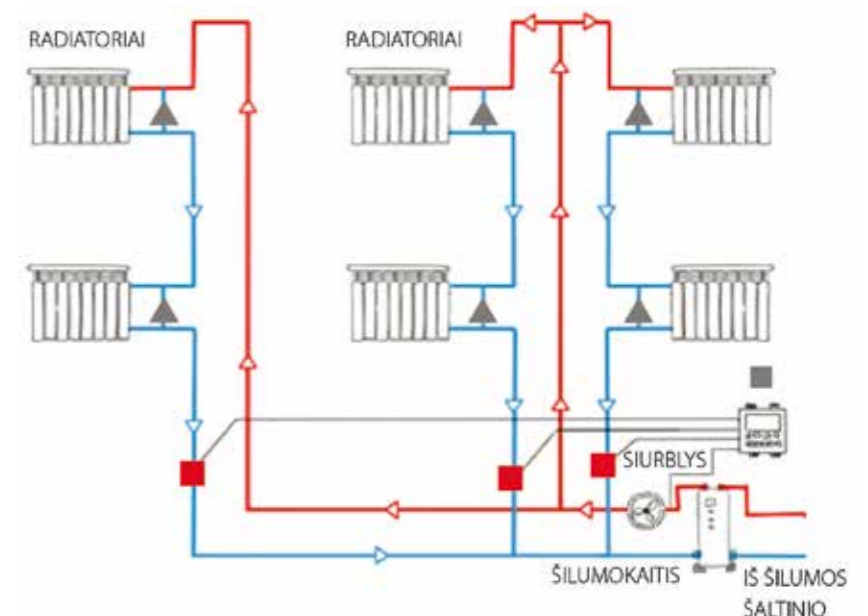 RADIATORIAI
RADIATORIAI
SIURBLYS
ŠILUMOKAITIS
IŠ ŠILUMOS
ŠALTINIO